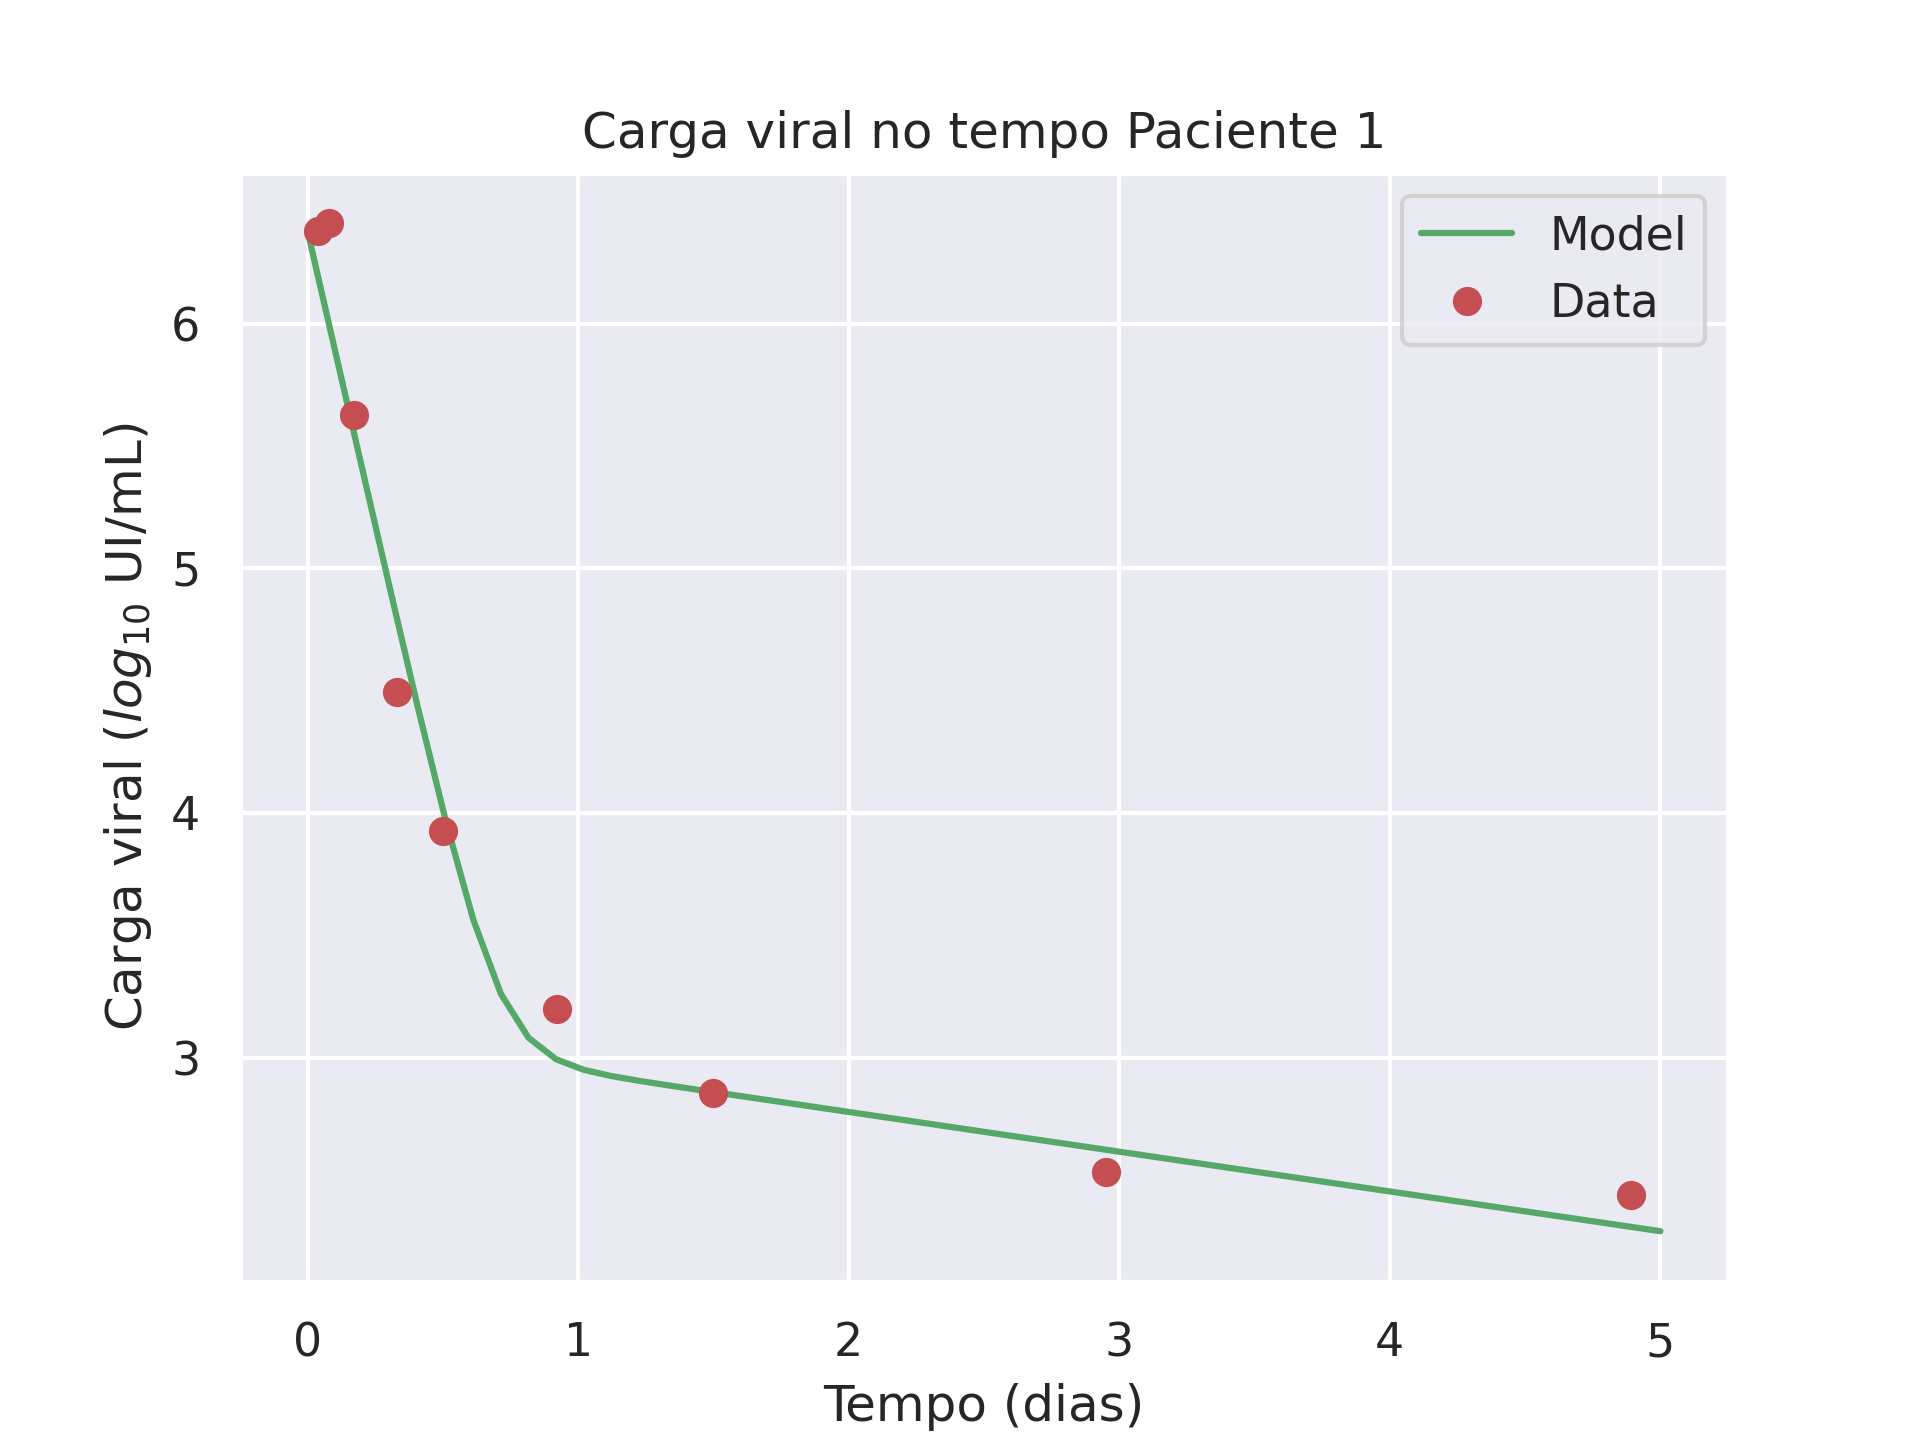 Carga viral no tempo Paciente 1
Model
Data
Carga viral (log10 UI/mL)
6
5
4
3
0 1 2 3 4 5
Tempo (dias)